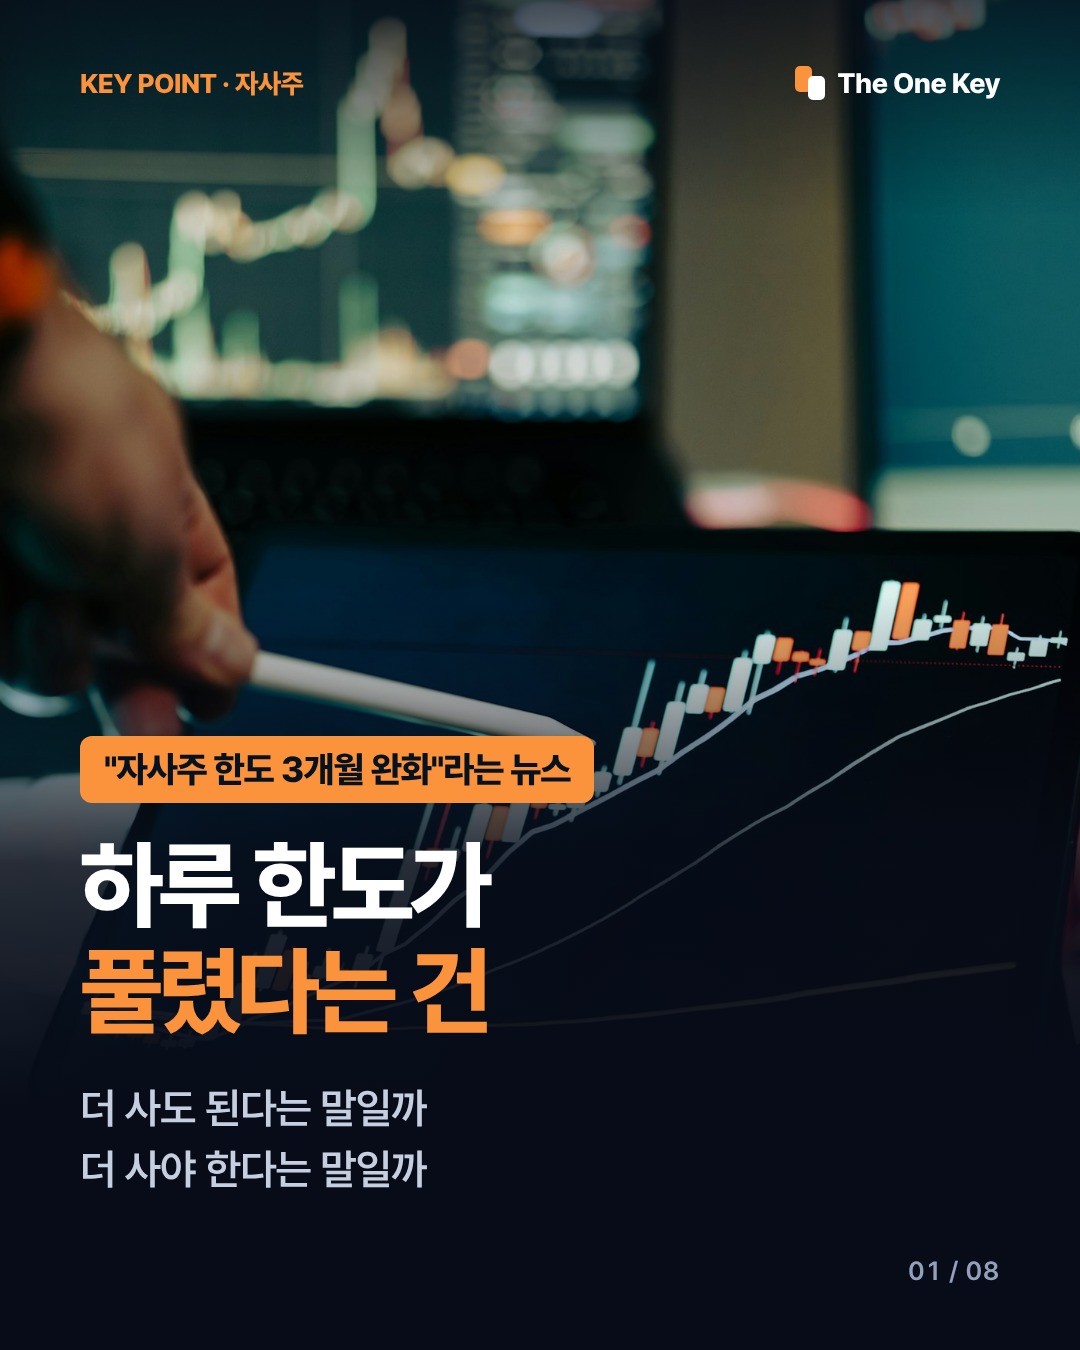 KEY POINT · 자사주
The One Key
"자사주 한도 3개월 완화"라는 뉴스
하루 한도가
풀렸다는 건
더 사도 된다는 말일까
더 사야 한다는 말일까
01 / 08